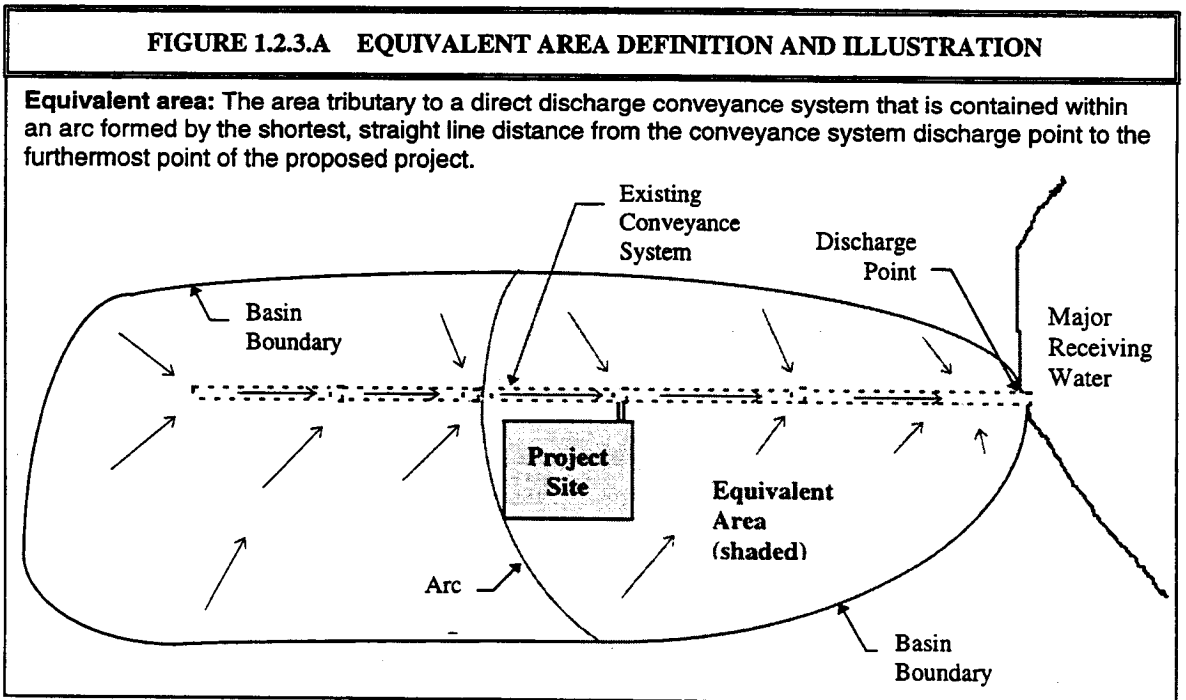 FIGURE 1.2.3.A EQUIVALENT AREA DEFINITION AND ILLUSTRATION
Equivalent area: The area tributary to a direct discharge conveyance system that is contained within
an arc formed by the shortest, straight line distance from the conveyance system discharge point to the
furthermost point of the proposed project.
Existing
Conveyance
System
Discharge
Point
Basin
Boundary
Major
Receiving
Water
Project
Site
Equivalent
Area
(shaded)
Arc
Basin
Boundary